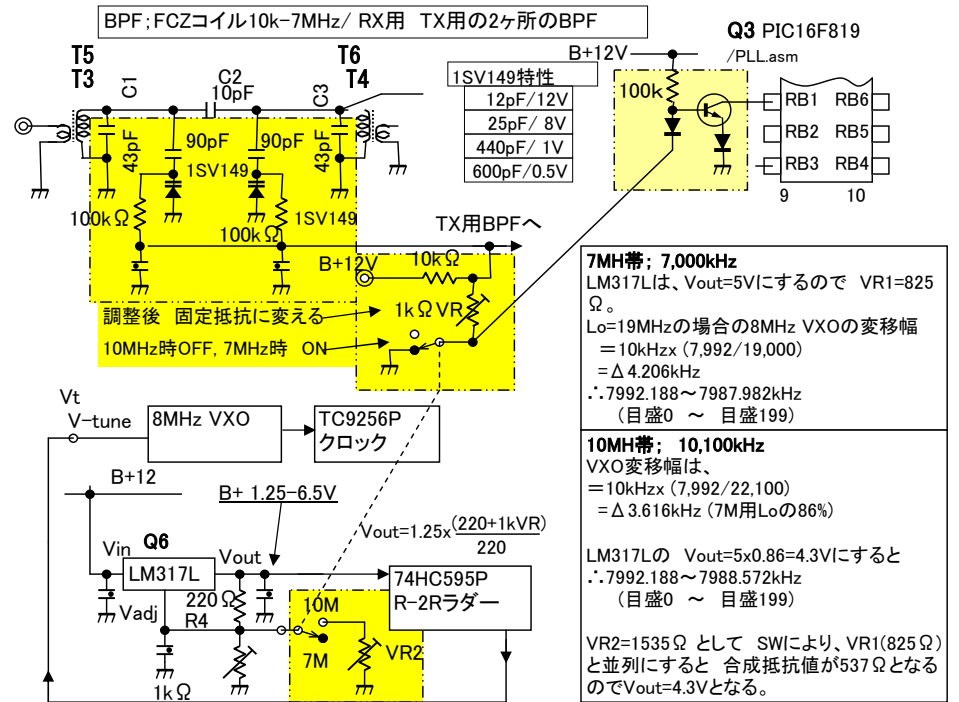 BPF;FCZコイル10k-7MHz/ RX用 TX用の2ヶ所のBPF
T5
T3
C1
C2
10pF
C3
T6
T4
43pF
90pF
90pF
43pF
1SV149
1SV149
100kΩ
100kΩ
1SV149特性
12pF/12V
25pF/ 8V
440pF/ 1V
600pF/0.5V
B+12V
Q3 PIC16F819
/PLL.asm
100k
RB1 RB6
RB2 RB5
RB3 RB4
9 10
TX用BPFへ
B+12V
10kΩ
1kΩVR
調整後 固定抵抗に変える
10MHz時OFF, 7MHz時 ON
7MH帯; 7,000kHz
LM317Lは、Vout=5Vにするので VR1=825
Ω。
Lo=19MHzの場合の8MHz VXOの変移幅
=10kHzx (7,992/19,000)
=Δ4.206kHz
∴7992.188~7987.982kHz
(目盛0 ~ 目盛199)
10MH帯; 10,100kHz
VXO変移幅は、
=10kHzx (7,992/22,100)
=Δ3.616kHz (7M用Loの86%)
LM317Lの Vout=5x0.86=4.3Vにすると
∴7992.188~7988.572kHz
(目盛0 ~ 目盛199)
VR2=1535Ω として SWにより、VR1(825Ω)
と並列にすると 合成抵抗値が537Ωとなる
のでVout=4.3Vとなる。
Vt
V-tune
8MHz VXO
TC9256P
クロック
B+12
B+ 1.25-6.5V
Vout=1.25x(220+1kVR)
220
Q6
Vin
Vout
LM317L
Vadj
220Ω
R4
1kΩ
10M
7M
VR2
74HC595P
R-2Rラダー